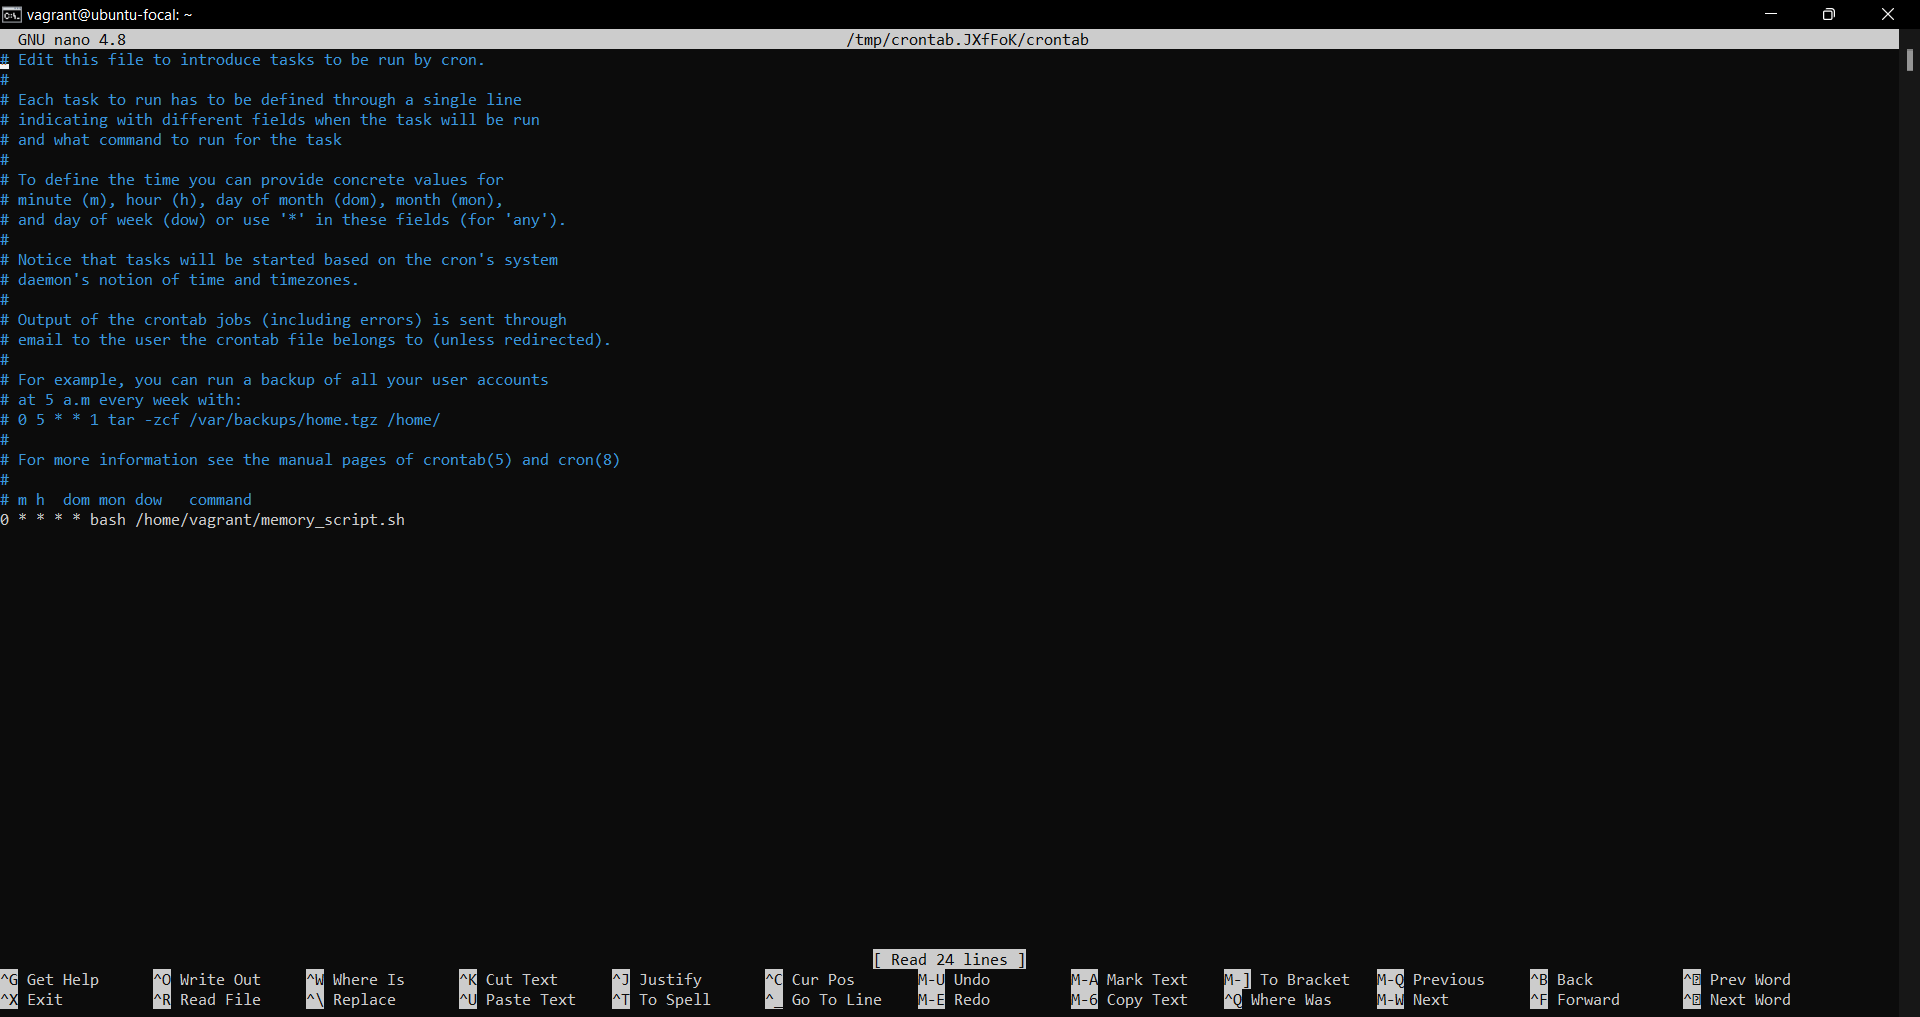 vagrant@ubuntu-focal: ~
GNU nano 4.8 /tmp/crontab.JXfFoK/crontab
# Edit this file to introduce tasks to be run by cron.
#
# Each task to run has to be defined through a single line
# indicating with different fields when the task will be run
# and what command to run for the task
#
# To define the time you can provide concrete values for
# minute (m), hour (h), day of month (dom), month (mon),
# and day of week (dow) or use '*' in these fields (for 'any').
#
# Notice that tasks will be started based on the cron's system
# daemon's notion of time and timezones.
#
# Output of the crontab jobs (including errors) is sent through
# email to the user the crontab file belongs to (unless redirected).
#
# For example, you can run a backup of all your user accounts
# at 5 a.m every week with:
# 0 5 * * 1 tar -zcf /var/backups/home.tgz /home/
#
# For more information see the manual pages of crontab(5) and cron(8)
#
# m h  dom mon dow   command
0 * * * * bash /home/vagrant/memory_script.sh
[ Read 24 lines ]
^G Get Help ^O Write Out ^W Where Is ^K Cut Text ^J Justify ^C Cur Pos M-U Undo M-A Mark Text M-] To Bracket M-Q Previous ^B Back ^ Prev Word
^X Exit ^R Read File ^\ Replace ^U Paste Text ^T To Spell ^_ Go To Line M-E Redo M-6 Copy Text ^Q Where Was M-W Next ^F Forward ^ Next Word